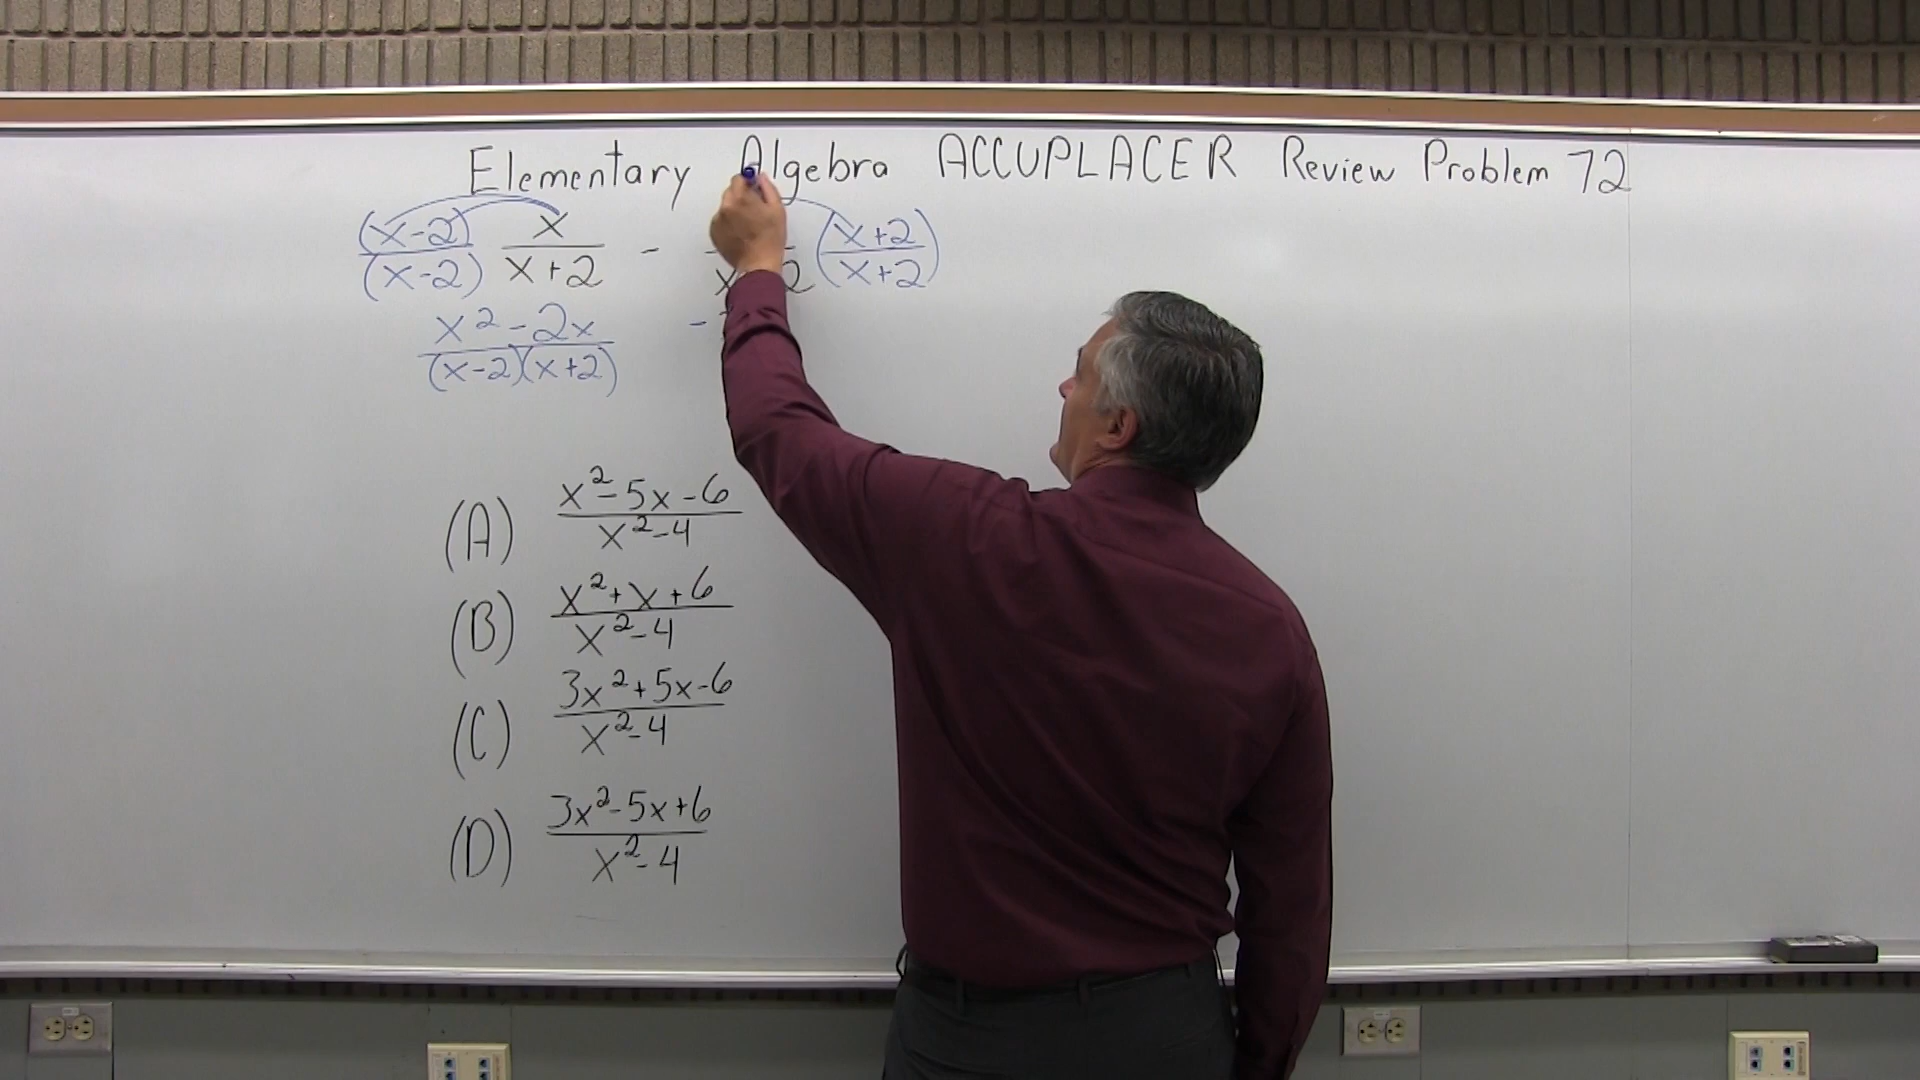 Elementary Algebra ACCUPLACER Review Problem 72
(x-2) x (x+2)
(x-2) x+2 - (x+2)
x² - 2x -
(x-2)(x+2)
(A) x²-5x-6
x²-4
(B) x²+x+6
x²-4
(C) 3x²+5x-6
x²-4
(D) 3x²-5x+6
x²-4